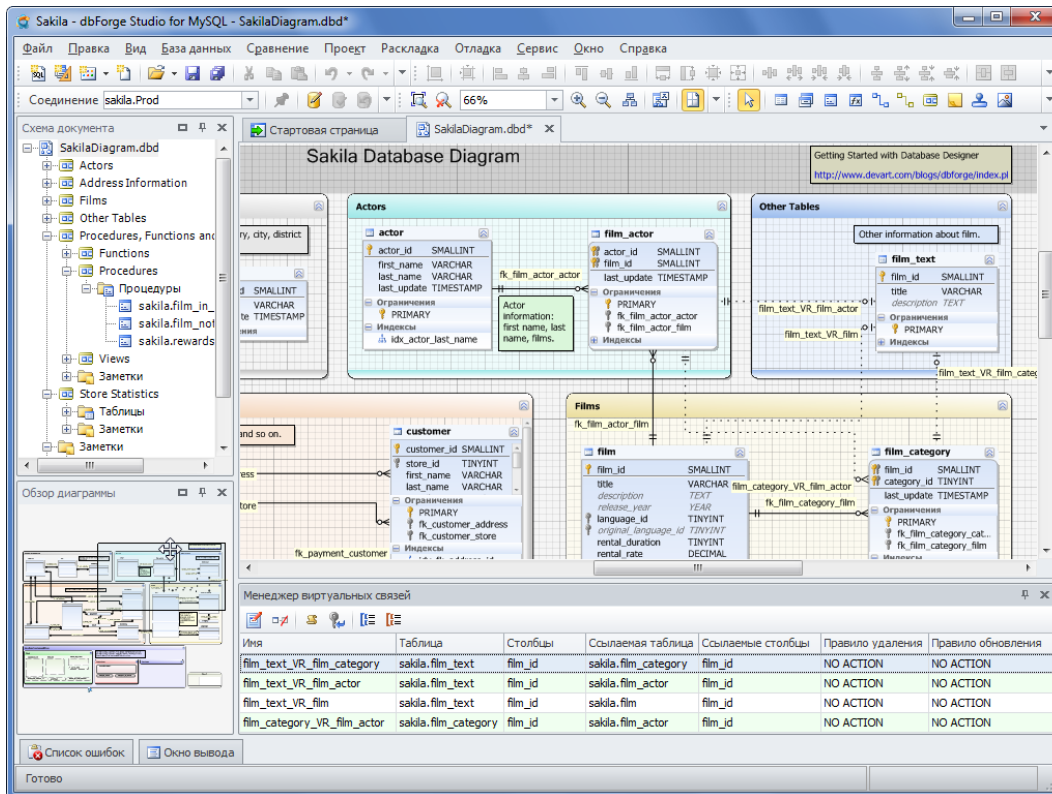 Sakila - dbForge Studio for MySQL - SakilaDiagram.dbd*
Файл Правка Вид База данных Сравнение Проект Раскладка Отладка Сервис Окно Справка
Соединение sakila.Prod 66%
Схема документа
SakilaDiagram.dbd
Actors
Address Information
Films
Other Tables
Procedures, Functions and
Functions
Procedures
Процедуры
sakila.film_in_
sakila.film_not
sakila.rewards
Views
Заметки
Store Statistics
Таблицы
Заметки
Заметки
Обзор диаграммы
Стартовая страница
SakilaDiagram.dbd*
Sakila Database Diagram
Getting Started with Database Designer
http://www.devart.com/blogs/dbforge/index.pl
ry, city, district
d SMALLINT
VARCHAR
te TIMESTAMP
ния
Actors
actor
actor_id SMALLINT
first_name VARCHAR
last_name VARCHAR
last_update TIMESTAMP
Ограничения
PRIMARY
Индексы
idx_actor_last_name
fk_film_actor_actor
Actor
information:
first name, last
name, films.
film_actor
actor_id SMALLINT
film_id SMALLINT
last_update TIMESTAMP
Ограничения
PRIMARY
fk_film_actor_actor
fk_film_actor_film
Индексы
Other Tables
Other information about film.
film_text
film_id SMALLINT
title VARCHAR
description TEXT
Ограничения
PRIMARY
Индексы
film_text_VR_film_actor
film_text_VR_film
film_text_VR_film_categ
and so on.
ress
tore
customer
customer_id SMALLINT
store_id TINYINT
first_name VARCHAR
last_name VARCHAR
Ограничения
PRIMARY
fk_customer_address
fk_customer_store
Индексы
fk_payment_customer
Films
fk_film_actor_film
film
film_id SMALLINT
title VARCHAR
description TEXT
release_year YEAR
language_id TINYINT
original_language_id TINYINT
rental_duration TINYINT
rental_rate DECIMAL
film_category_VR_film_actor
fk_film_category_film
film_category
film_id SMALLINT
category_id TINYINT
last_update TIMESTAMP
Ограничения
PRIMARY
fk_film_category_cat...
fk_film_category_film
Индексы
Менеджер виртуальных связей
Имя Таблица Столбцы Ссылаемая таблица Ссылаемые столбцы Правило удаления Правило обновления
film_text_VR_film_category sakila.film_text film_id sakila.film_category film_id NO ACTION NO ACTION
film_text_VR_film_actor sakila.film_text film_id sakila.film_actor film_id NO ACTION NO ACTION
film_text_VR_film sakila.film_text film_id sakila.film film_id NO ACTION NO ACTION
film_category_VR_film_actor sakila.film_category film_id sakila.film_actor film_id NO ACTION NO ACTION
Список ошибок
Окно вывода
Готово